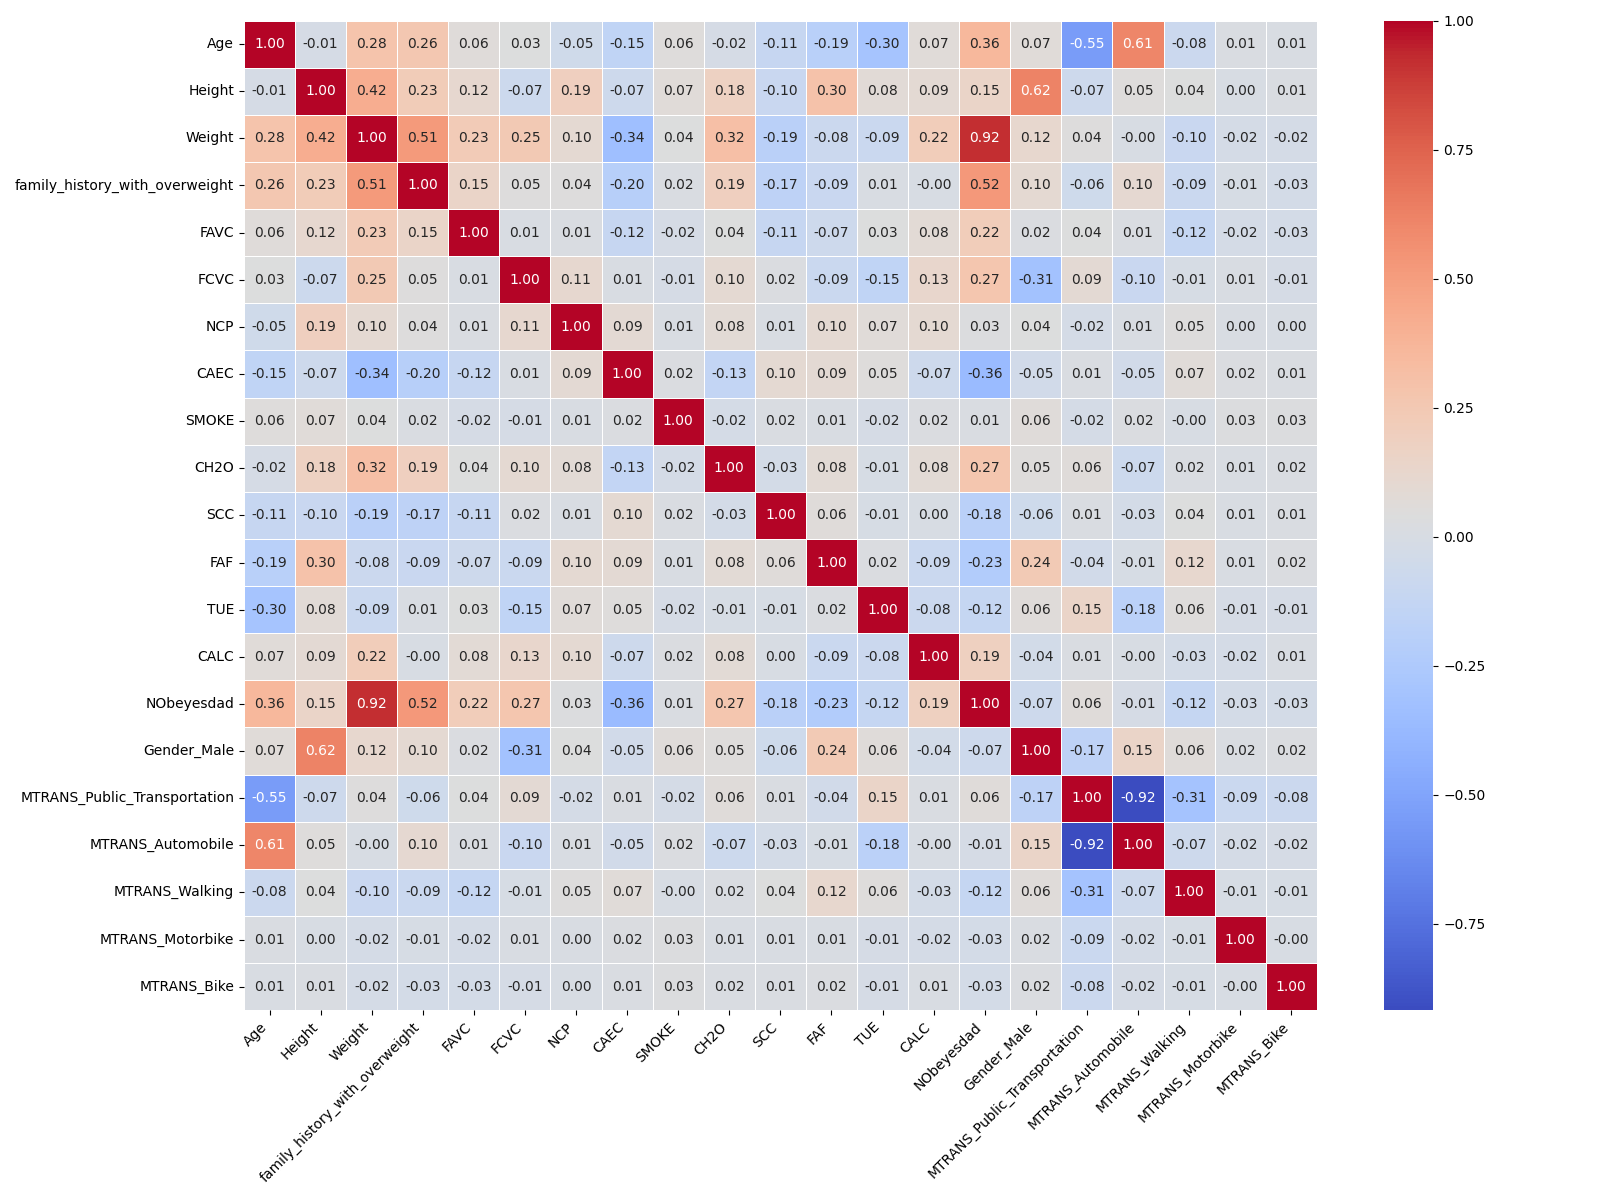 Age 1.00 -0.01 0.28 0.26 0.06 0.03 -0.05 -0.15 0.06 -0.02 -0.11 -0.19 -0.30 0.07 0.36 0.07 -0.55 0.61 -0.08 0.01 0.01
Height -0.01 1.00 0.42 0.23 0.12 -0.07 0.19 -0.07 0.07 0.18 -0.10 0.30 0.08 0.09 0.15 0.62 -0.07 0.05 0.04 0.00 0.01
Weight 0.28 0.42 1.00 0.51 0.23 0.25 0.10 -0.34 0.04 0.32 -0.19 -0.08 -0.09 0.22 0.92 0.12 0.04 -0.00 -0.10 -0.02 -0.02
family_history_with_overweight 0.26 0.23 0.51 1.00 0.15 0.05 0.04 -0.20 0.02 0.19 -0.17 -0.09 0.01 -0.00 0.52 0.10 -0.06 0.10 -0.09 -0.01 -0.03
FAVC 0.06 0.12 0.23 0.15 1.00 0.01 0.01 -0.12 -0.02 0.04 -0.11 -0.07 0.03 0.08 0.22 0.02 0.04 0.01 -0.12 -0.02 -0.03
FCVC 0.03 -0.07 0.25 0.05 0.01 1.00 0.11 0.01 -0.01 0.10 0.02 -0.09 -0.15 0.13 0.27 -0.31 0.09 -0.10 -0.01 0.01 -0.01
NCP -0.05 0.19 0.10 0.04 0.01 0.11 1.00 0.09 0.01 0.08 0.01 0.10 0.07 0.10 0.03 0.04 -0.02 0.01 0.05 0.00 0.00
CAEC -0.15 -0.07 -0.34 -0.20 -0.12 0.01 0.09 1.00 0.02 -0.13 0.10 0.09 0.05 -0.07 -0.36 -0.05 0.01 -0.05 0.07 0.02 0.01
SMOKE 0.06 0.07 0.04 0.02 -0.02 -0.01 0.01 0.02 1.00 -0.02 0.02 0.01 -0.02 0.02 0.01 0.06 -0.02 0.02 -0.00 0.03 0.03
CH2O -0.02 0.18 0.32 0.19 0.04 0.10 0.08 -0.13 -0.02 1.00 -0.03 0.08 -0.01 0.08 0.27 0.05 0.06 -0.07 0.02 0.01 0.02
SCC -0.11 -0.10 -0.19 -0.17 -0.11 0.02 0.01 0.10 0.02 -0.03 1.00 0.06 -0.01 0.00 -0.18 -0.06 0.01 -0.03 0.04 0.01 0.01
FAF -0.19 0.30 -0.08 -0.09 -0.07 -0.09 0.10 0.09 0.01 0.08 0.06 1.00 0.02 -0.09 -0.23 0.24 -0.04 -0.01 0.12 0.01 0.02
TUE -0.30 0.08 -0.09 0.01 0.03 -0.15 0.07 0.05 -0.02 -0.01 -0.01 0.02 1.00 -0.08 -0.12 0.06 0.15 -0.18 0.06 -0.01 -0.01
CALC 0.07 0.09 0.22 -0.00 0.08 0.13 0.10 -0.07 0.02 0.08 0.00 -0.09 -0.08 1.00 0.19 -0.04 0.01 -0.00 -0.03 -0.02 0.01
NObeyesdad 0.36 0.15 0.92 0.52 0.22 0.27 0.03 -0.36 0.01 0.27 -0.18 -0.23 -0.12 0.19 1.00 -0.07 0.06 -0.01 -0.12 -0.03 -0.03
Gender_Male 0.07 0.62 0.12 0.10 0.02 -0.31 0.04 -0.05 0.06 0.05 -0.06 0.24 0.06 -0.04 -0.07 1.00 -0.17 0.15 0.06 0.02 0.02
MTRANS_Public_Transportation -0.55 -0.07 0.04 -0.06 0.04 0.09 -0.02 0.01 -0.02 0.06 0.01 -0.04 0.15 0.01 0.06 -0.17 1.00 -0.92 -0.31 -0.09 -0.08
MTRANS_Automobile 0.61 0.05 -0.00 0.10 0.01 -0.10 0.01 -0.05 0.02 -0.07 -0.03 -0.01 -0.18 -0.00 -0.01 0.15 -0.92 1.00 -0.07 -0.02 -0.02
MTRANS_Walking -0.08 0.04 -0.10 -0.09 -0.12 -0.01 0.05 0.07 -0.00 0.02 0.04 0.12 0.06 -0.03 -0.12 0.06 -0.31 -0.07 1.00 -0.01 -0.01
MTRANS_Motorbike 0.01 0.00 -0.02 -0.01 -0.02 0.01 0.00 0.02 0.03 0.01 0.01 0.01 -0.01 -0.02 -0.03 0.02 -0.09 -0.02 -0.01 1.00 -0.00
MTRANS_Bike 0.01 0.01 -0.02 -0.03 -0.03 -0.01 0.00 0.01 0.03 0.02 0.01 0.02 -0.01 0.01 -0.03 0.02 -0.08 -0.02 -0.01 -0.00 1.00
Age Height Weight family_history_with_overweight FAVC FCVC NCP CAEC SMOKE CH2O SCC FAF TUE CALC NObeyesdad Gender_Male MTRANS_Public_Transportation MTRANS_Automobile MTRANS_Walking MTRANS_Motorbike MTRANS_Bike
1.00
0.75
0.50
0.25
0.00
−0.25
−0.50
−0.75